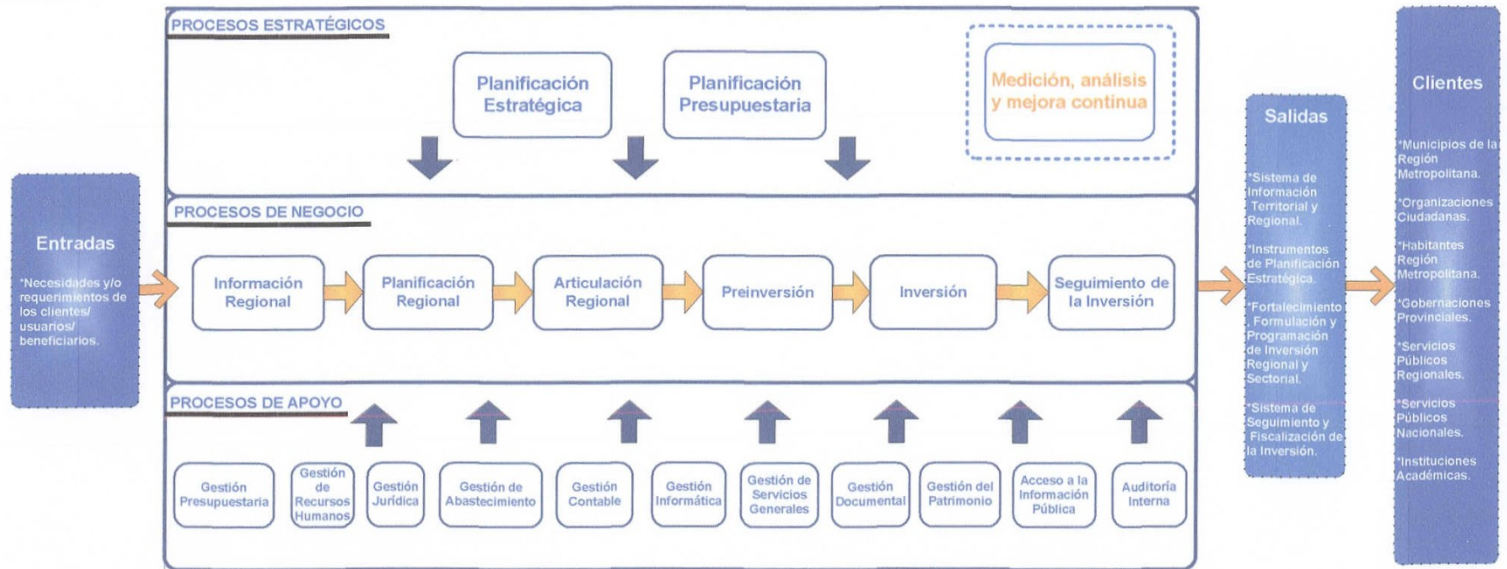 PROCESOS ESTRATÉGICOS
Planificación
Estratégica
Planificación
Presupuestaria
Medición, análisis
y mejora continua
PROCESOS DE NEGOCIO
Entradas
*Necesidades y/o
requerimientos de
los clientes/
usuarios/
beneficiarios.
Información
Regional
Planificación
Regional
Articulación
Regional
Preinversión
Inversión
Seguimiento de
la Inversión
PROCESOS DE APOYO
Gestión
Presupuestaria
Gestión
de
Recursos
Humanos
Gestión
Jurídica
Gestión de
Abastecimiento
Gestión
Contable
Gestión
Informática
Gestión de
Servicios
Generales
Gestión
Documental
Gestión del
Patrimonio
Acceso a la
Información
Pública
Auditoría
Interna
Salidas
*Sistema de
Información
Territorial y
Regional.
*Instrumentos
de Planificación
Estratégica.
*Fortalecimiento
, Formulación y
Programación
de Inversión
Regional y
Sectorial.
*Sistema de
Seguimiento y
Fiscalización de
la Inversión.
Clientes
*Municipios de la
Región
Metropolitana.
*Organizaciones
Ciudadanas.
*Habitantes
Región
Metropolitana.
*Gobernaciones
Provinciales.
*Servicios
Públicos
Regionales.
*Servicios
Públicos
Nacionales.
*Instituciones
Académicas.